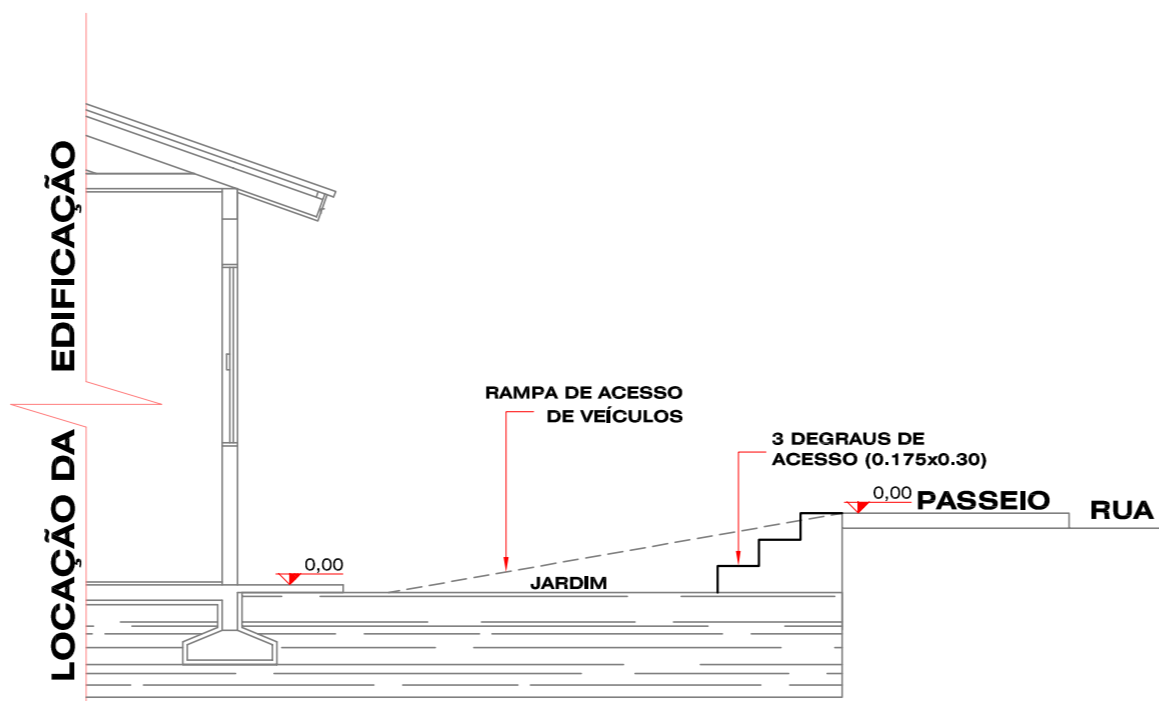 LOCAÇÃO DA EDIFICAÇÃO
RAMPA DE ACESSO
DE VEÍCULOS
3 DEGRAUS DE
ACESSO (0.175x0.30)
0,00
PASSEIO
RUA
0,00
JARDIM